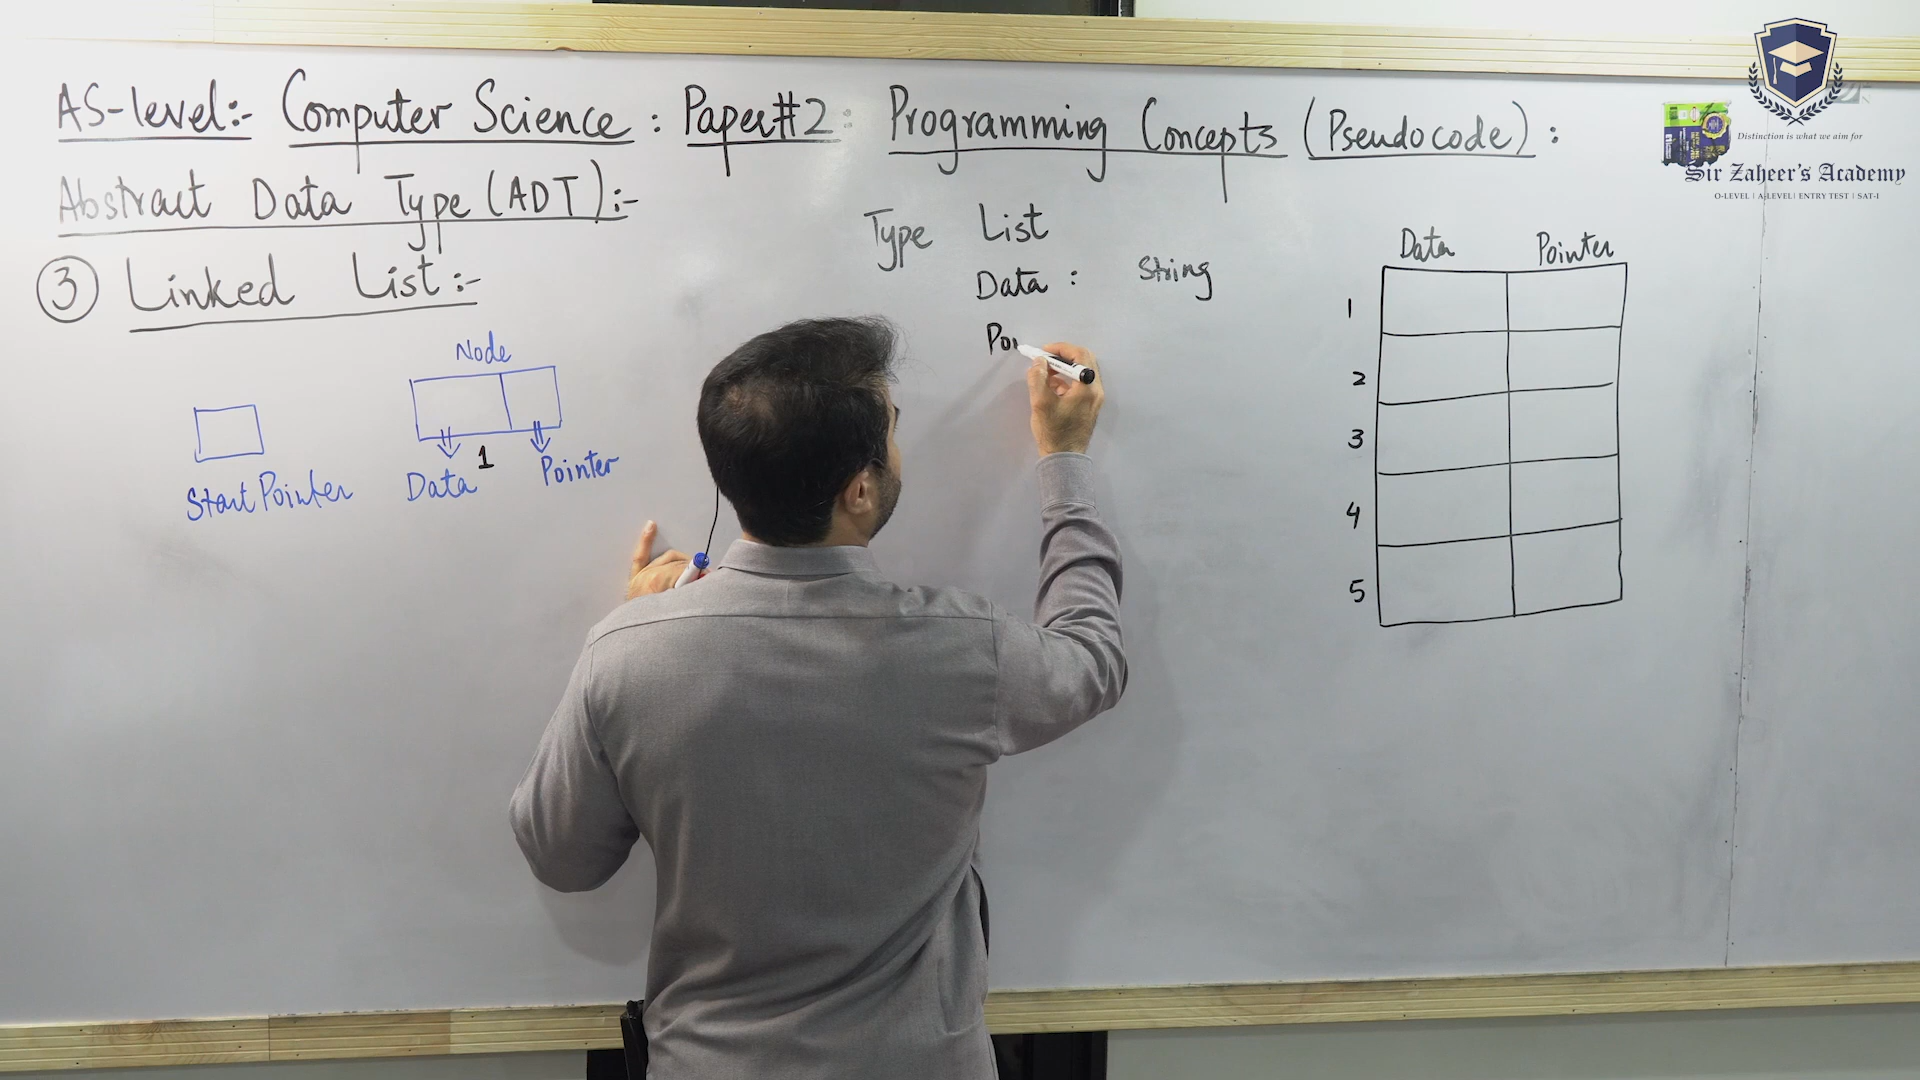 AS-level:- Computer Science : Paper#2 : Programming Concepts (Pseudocode) :
Abstract Data Type (ADT):-
③ Linked List:-
Node
Start Pointer
Data
1
Pointer
Type List
Data : String
Poi
Data Pointer
1
2
3
4
5
Distinction is what we aim for
Sir Zaheer's Academy
O-LEVEL | A-LEVEL | ENTRY TEST | SAT-I